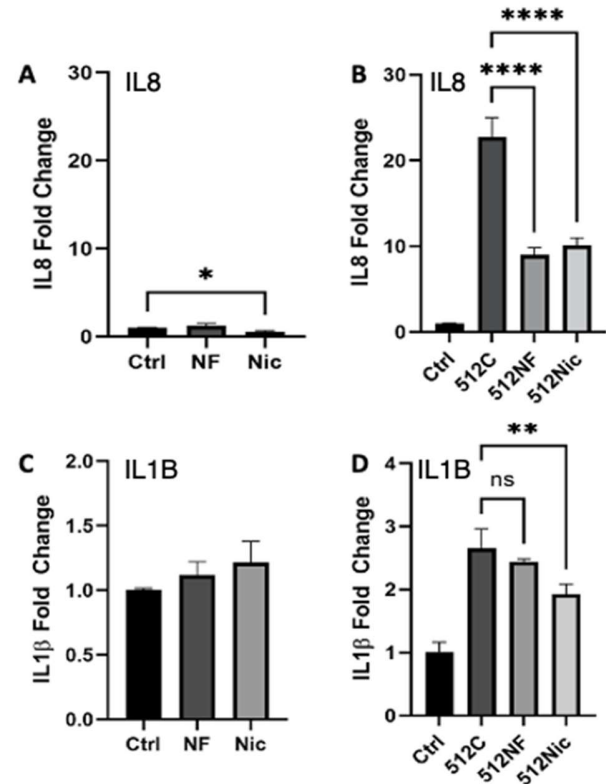 A
IL8
IL8 Fold Change
30
20
10
0
*
Ctrl
NF
Nic
B
IL8
IL8 Fold Change
30
20
10
0
****
****
Ctrl
512C
512NF
512Nic
C
IL1B
IL1β Fold Change
2.0
1.5
1.0
0.5
0.0
Ctrl
NF
Nic
D
IL1B
IL1β Fold Change
4
3
2
1
0
**
ns
Ctrl
512C
512NF
512Nic